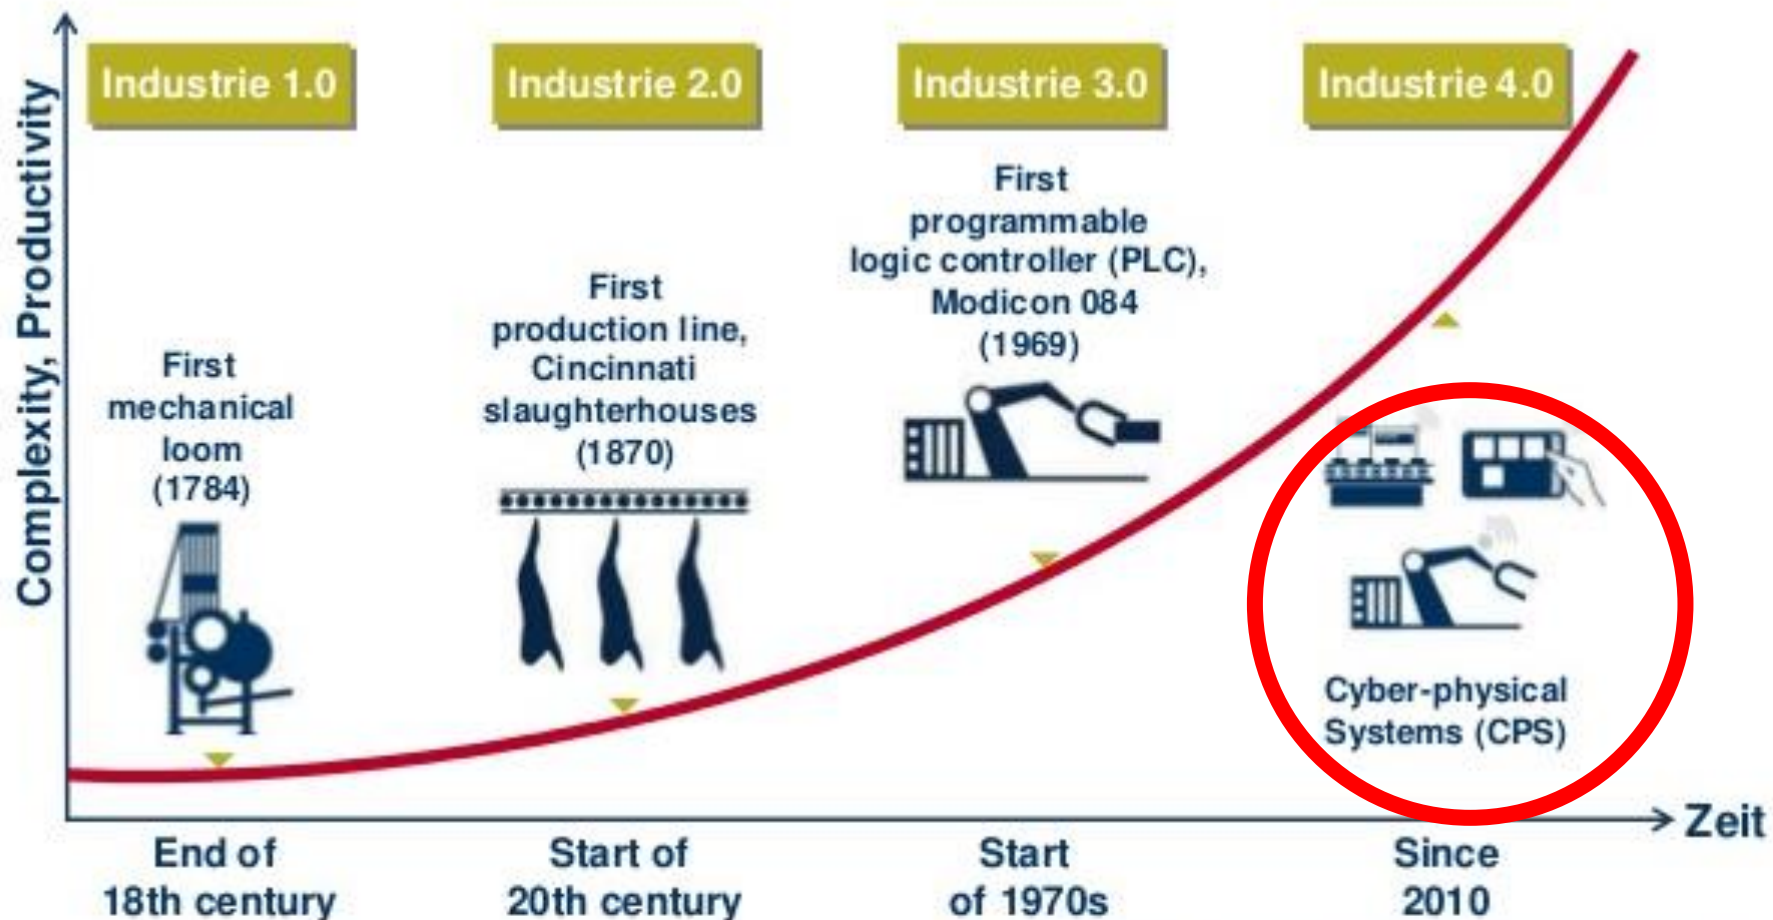 Complexity, Productivity
Industrie 1.0
First
mechanical
loom
(1784)
End of
18th century
Industrie 2.0
First
production line,
Cincinnati
slaughterhouses
(1870)
Start of
20th century
Industrie 3.0
First
programmable
logic controller (PLC),
Modicon 084
(1969)
Start
of 1970s
Industrie 4.0
Cyber-physical
Systems (CPS)
Since
2010
Zeit